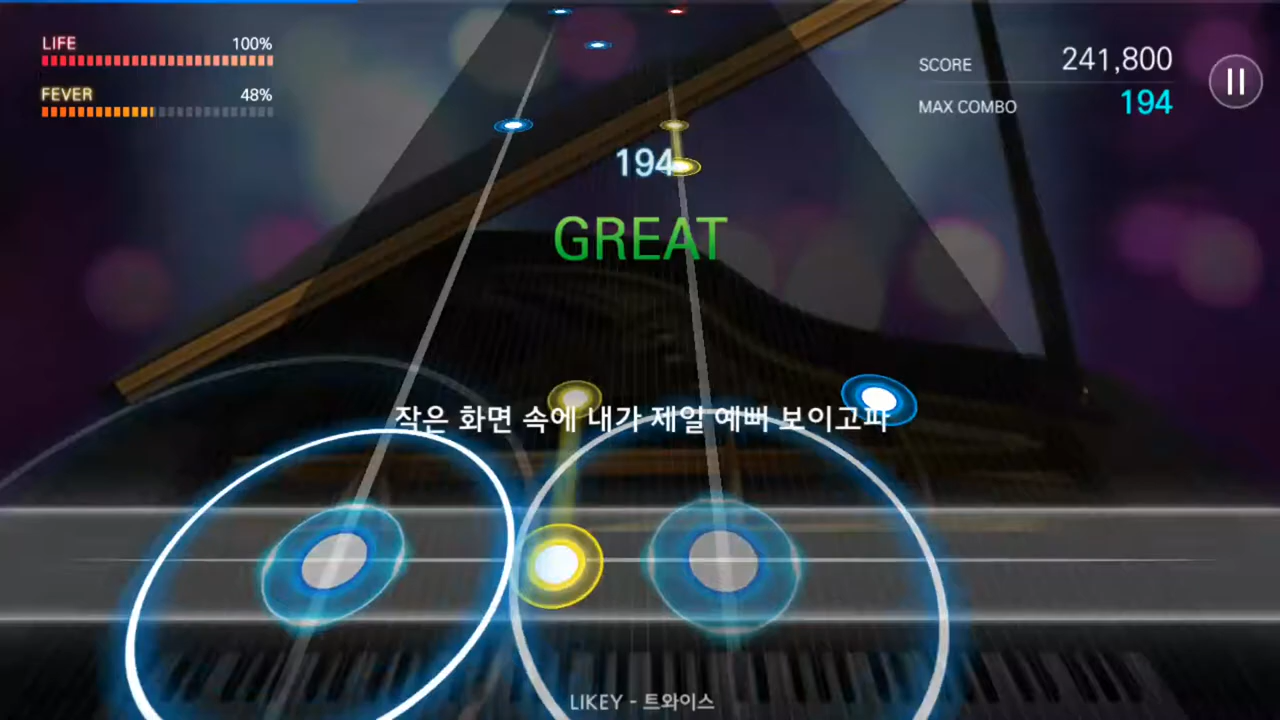 LIFE 100%
FEVER 48%
SCORE 241,800
MAX COMBO 194
194
GREAT
작은 화면 속에 내가 제일 예뻐 보이고파
LIKEY - 트와이스